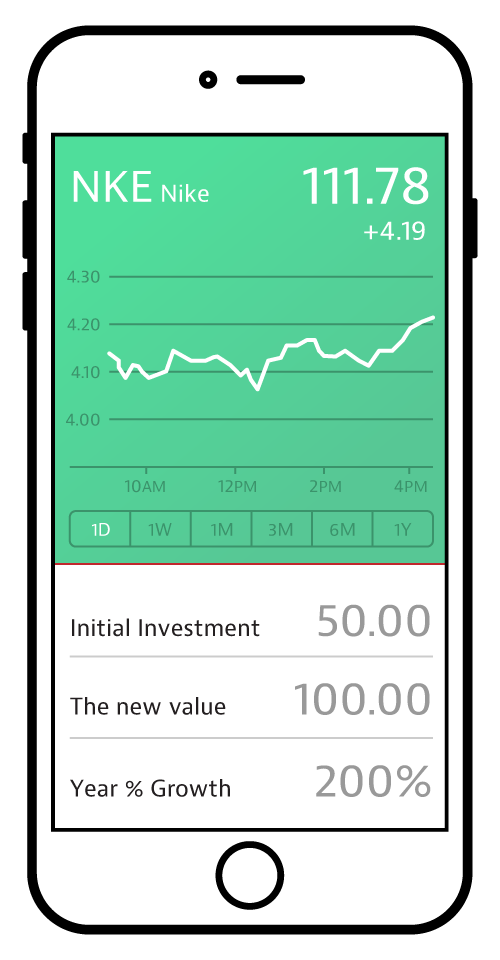 NKE Nike 111.78
+4.19
4.30
4.20
4.10
4.00
10AM 12PM 2PM 4PM
1D 1W 1M 3M 6M 1Y
Initial Investment 50.00
The new value 100.00
Year % Growth 200%